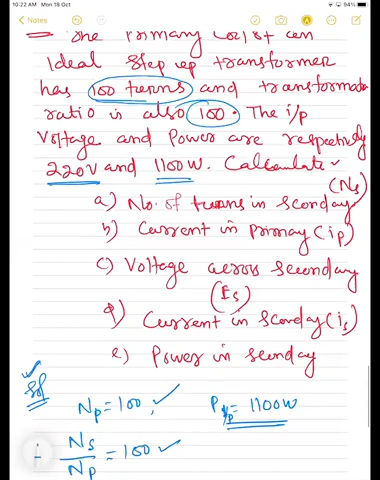 10:22 AM Mon 18 Oct
94%
Notes
The Primary Coil of an
Ideal Step up transformer
has 100 turns and transformation
ratio is also 100. The i/p
Voltage and Power are respectively
220V and 1100W. Calculate
(Ns)
a) No. of turns in scondary
b) Current in primary (ip)
c) Voltage across secondary
(Es)
d) Current in Scondary (is)
e) Power in secondary
Sol
Np = 100, P i/p = 1100W
Ns/Np = 100